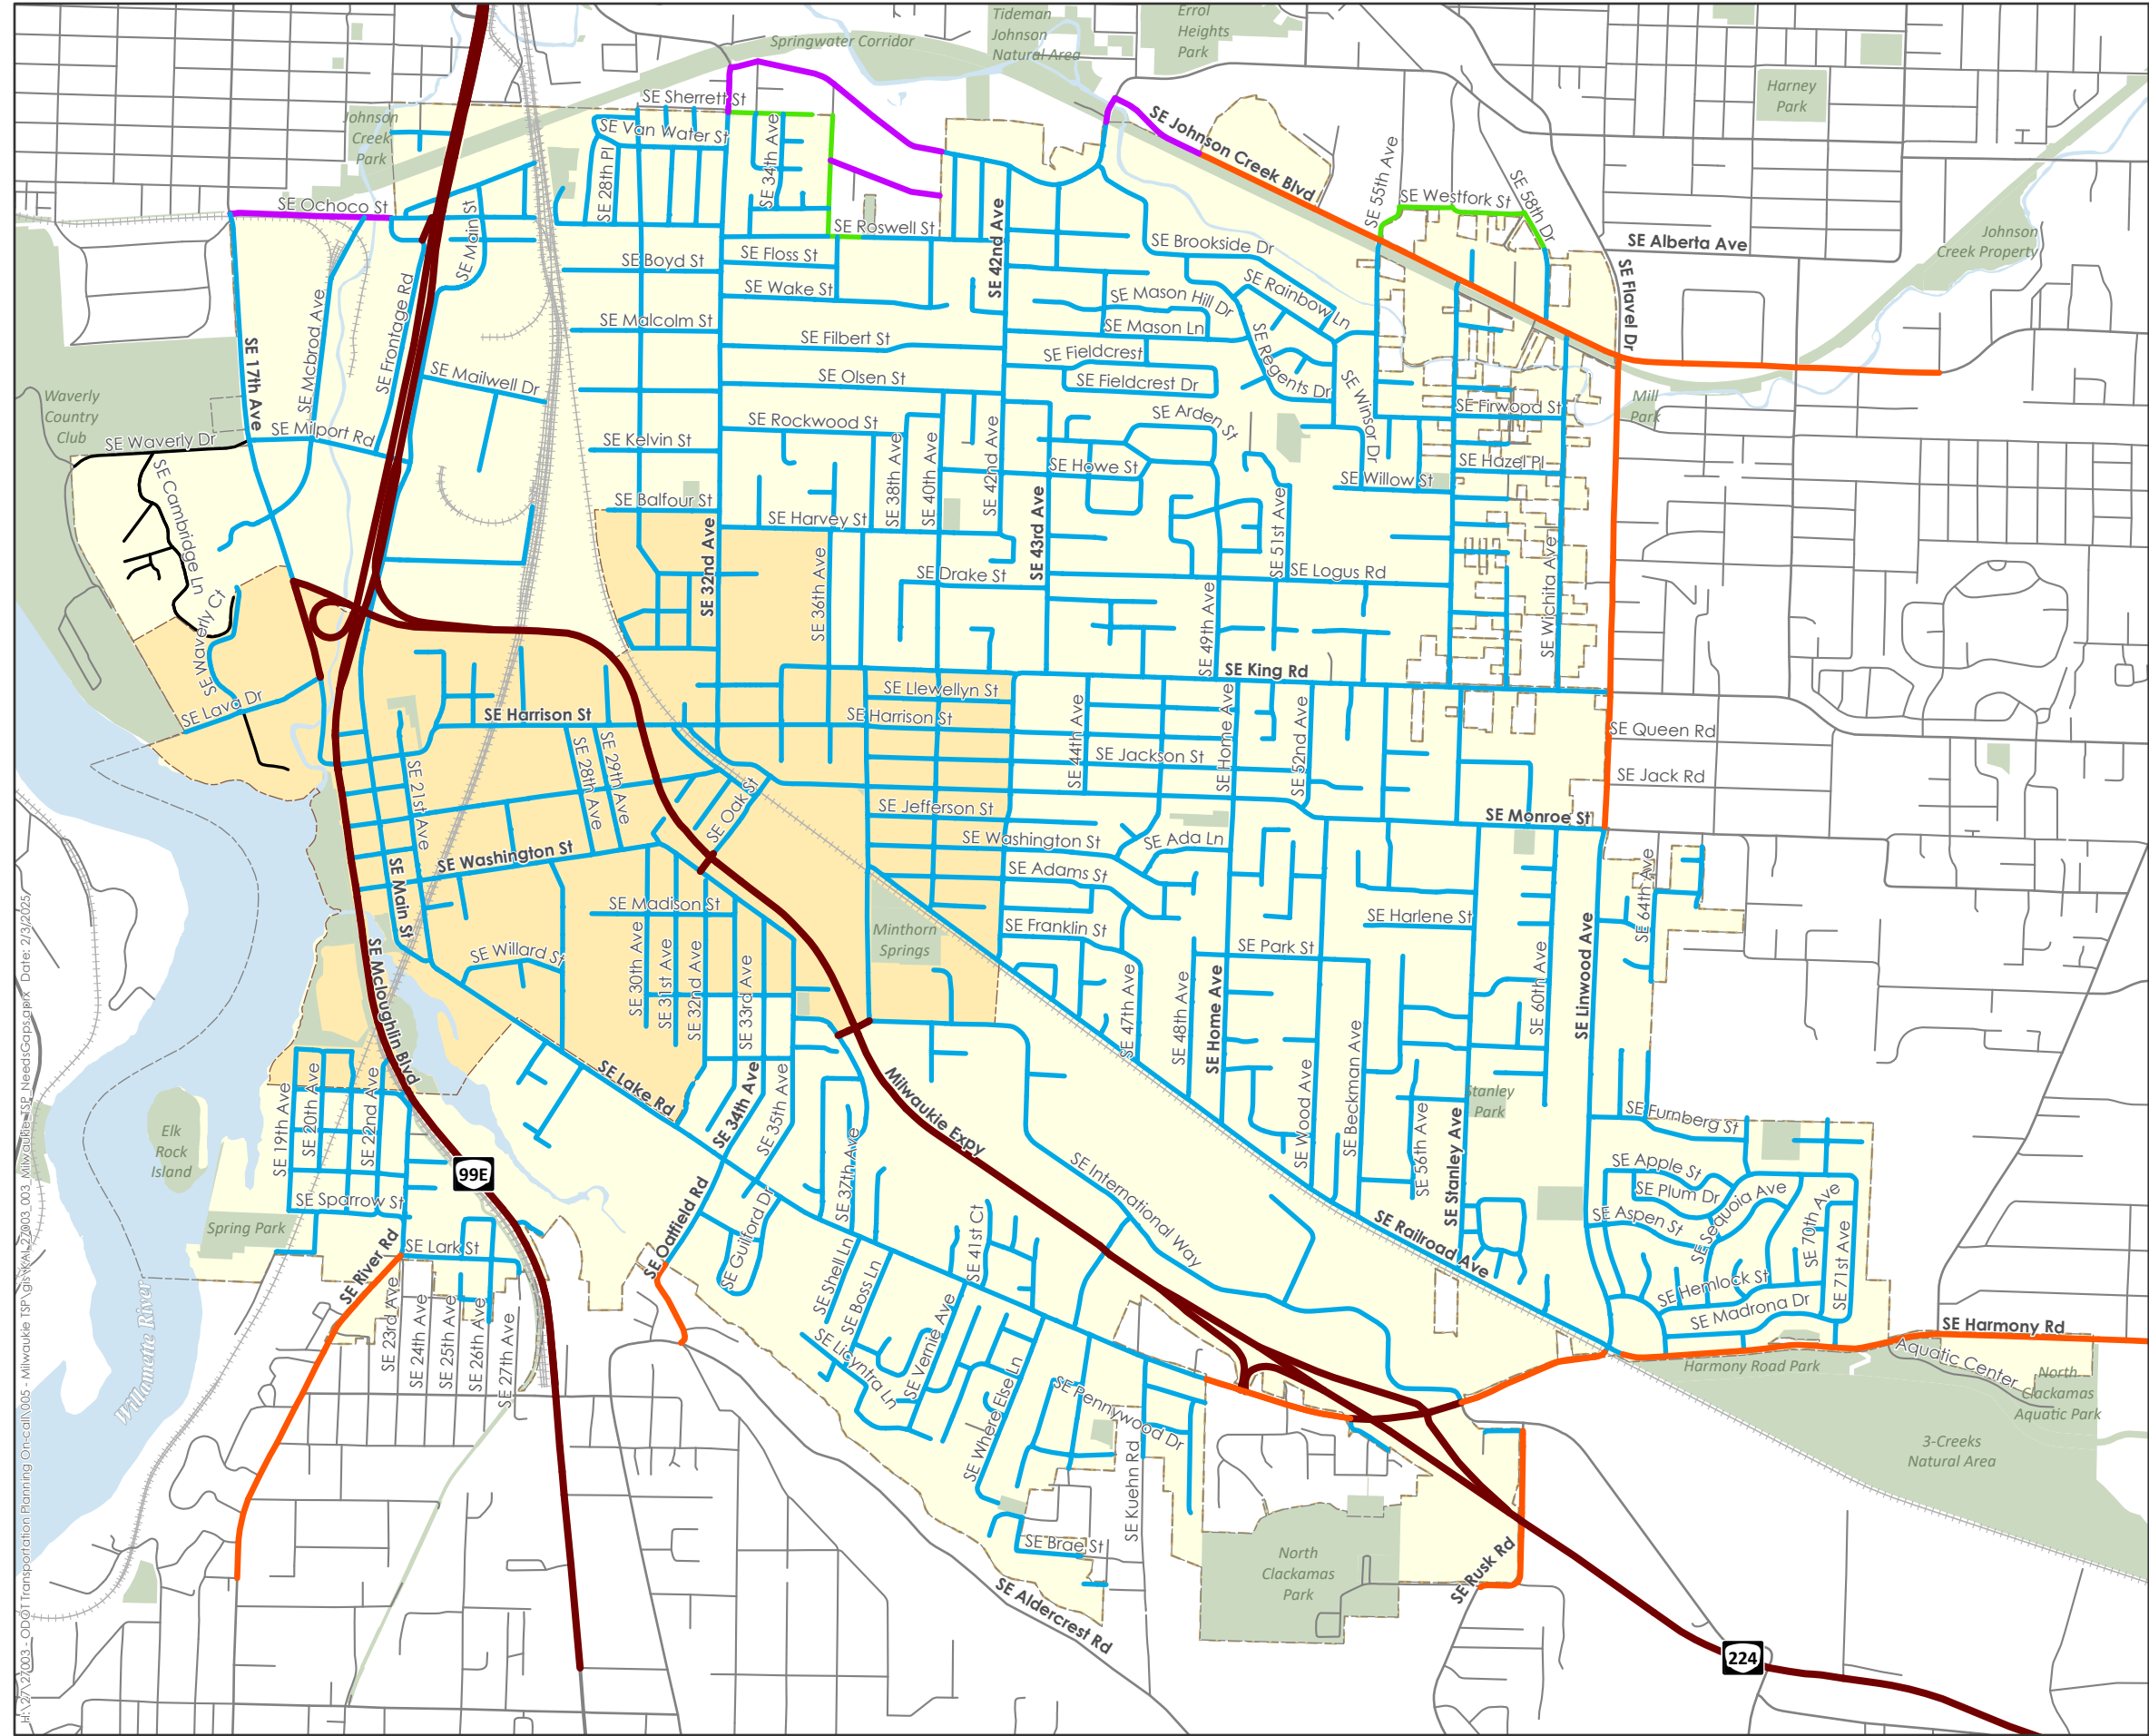 Tideman
Johnson
Natural Area
Errol
Heights
Park
Springwater Corridor
Harney
Park
Johnson
Creek
Park
SE Sherrett St
SE Van Water St
SE 28th Pl
SE 34th Ave
SE Johnson Creek Blvd
SE 55th Ave
SE Westfork St
SE 58th Dr
SE Ochoco St
SE Main St
SE Roswell St
SE 42nd Ave
SE Brookside Dr
SE Alberta Ave
Johnson
Creek Property
SE Flavel Dr
SE Boyd St
SE Floss St
SE Wake St
SE Rainbow Ln
SE Mason Hill Dr
SE Mason Ln
SE Malcolm St
SE Filbert St
SE Fieldcrest
SE Fieldcrest Dr
SE Regents Dr
SE Winsor Dr
SE 17th Ave
SE Mcbrod Ave
SE Frontage Rd
SE Mailwell Dr
SE Olsen St
SE Rockwood St
SE Arden St
SE Firwood St
Mill
Park
Waverly
Country
Club
SE Waverly Dr
SE Milport Rd
SE Kelvin St
SE 38th Ave
SE 40th Ave
SE 42nd Ave
SE Howe St
SE Hazel Pl
SE Willow St
SE Cambridge Ln
SE Balfour St
SE Harvey St
SE 43rd Ave
SE 51st Ave
SE 32nd Ave
SE 36th Ave
SE Drake St
SE Logus Rd
SE Wichita Ave
SE 49th Ave
SE Waverly Ct
SE Lava Dr
SE King Rd
SE Llewellyn St
SE Harrison St
SE Harrison St
SE 44th Ave
SE Home Ave
SE 52nd Ave
SE Queen Rd
SE Jackson St
SE Jack Rd
SE 21st Ave
SE 28th Ave
SE 29th Ave
SE Oak St
SE Jefferson St
SE Monroe St
SE Washington St
SE Washington St
SE Ada Ln
SE Adams St
SE Main St
SE Madison St
SE Franklin St
SE Harlene St
SE 64th Ave
SE Linwood Ave
Minthorn
Springs
SE Willard St
SE Park St
SE 30th Ave
SE 31st Ave
SE 32nd Ave
SE 33rd Ave
SE 47th Ave
SE 48th Ave
SE Home Ave
SE 60th Ave
SE Mcloughlin Blvd
SE Lake Rd
SE 34th Ave
SE 35th Ave
Milwaukie Expy
SE Wood Ave
SE Beckman Ave
SE 56th Ave
SE Stanley Ave
Stanley
Park
SE Furnberg St
Elk
Rock
Island
SE 19th Ave
SE 20th Ave
SE 22nd Ave
99E
SE 37th Ave
SE International Way
SE Apple St
SE Plum Dr
SE Sequoia Ave
SE Aspen St
SE 70th Ave
SE 71st Ave
SE Sparrow St
Spring Park
SE Oatfield Rd
SE Guilford Dr
SE 41st Ct
SE Railroad Ave
SE River Rd
SE Lark St
SE Shell Ln
SE Boss Ln
SE Hemlock St
SE Madrona Dr
Willamette River
SE 23rd Ave
SE 24th Ave
SE 25th Ave
SE 26th Ave
SE 27th Ave
SE Licyntra Ln
SE Vernie Ave
SE Where Else Ln
SE Pennywood Dr
SE Kuehn Rd
SE Harmony Rd
Harmony Road Park
Aquatic Center
North
Clackamas
Aquatic Park
3-Creeks
Natural Area
SE Brae St
SE Aldercrest Rd
North
Clackamas
Park
SE Rusk Rd
224
H:\27\27003 - ODOT Transportation Planning On-call\005 - Milwaukie TSP\gis\KAI_27003_003_Milwaukie_TSP_NeedsGaps.aprx Date: 2/3/2025